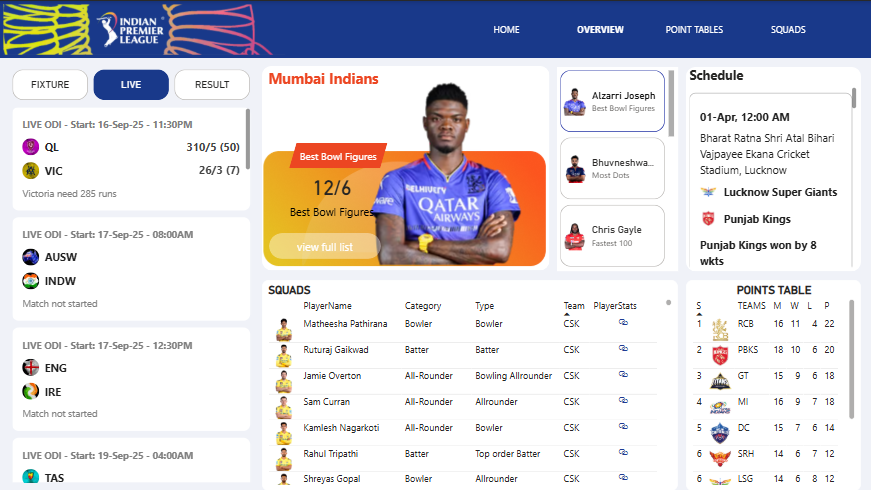 INDIAN
PREMIER
LEAGUE
HOME
OVERVIEW
POINT TABLES
SQUADS
FIXTURE
LIVE
RESULT
LIVE ODI - Start: 16-Sep-25 - 11:30PM
QL 310/5 (50)
VIC 26/3 (7)
Victoria need 285 runs
LIVE ODI - Start: 17-Sep-25 - 08:00AM
AUSW
INDW
Match not started
LIVE ODI - Start: 17-Sep-25 - 12:30PM
ENG
IRE
Match not started
LIVE ODI - Start: 19-Sep-25 - 04:00AM
TAS
Mumbai Indians
Best Bowl Figures
12/6
Best Bowl Figures
view full list
DELHIVERY
QATAR
AIRWAYS
Alzarri Joseph
Best Bowl Figures
Bhuvneshwa...
Most Dots
Chris Gayle
Fastest 100
Schedule
01-Apr, 12:00 AM
Bharat Ratna Shri Atal Bihari
Vajpayee Ekana Cricket
Stadium, Lucknow
Lucknow Super Giants
Punjab Kings
Punjab Kings won by 8
wkts
SQUADS
PlayerName Category Type Team PlayerStats
Matheesha Pathirana Bowler Bowler CSK
Ruturaj Gaikwad Batter Batter CSK
Jamie Overton All-Rounder Bowling Allrounder CSK
Sam Curran All-Rounder Allrounder CSK
Kamlesh Nagarkoti All-Rounder Bowler CSK
Rahul Tripathi Batter Top order Batter CSK
Shreyas Gopal Bowler Allrounder CSK
POINTS TABLE
S TEAMS M W L P
1 RCB 16 11 4 22
2 PBKS 18 10 6 20
3 GT 15 9 6 18
4 MI 16 9 7 18
5 DC 15 7 6 14
6 SRH 14 6 7 12
6 LSG 14 6 8 12